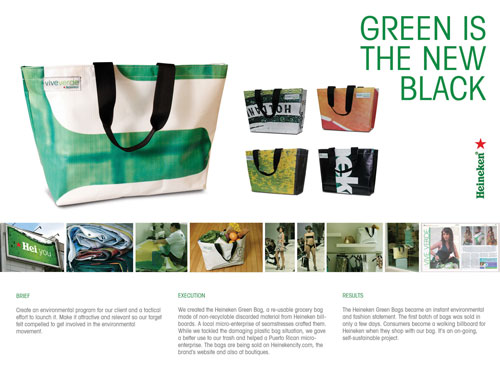 GREEN IS
THE NEW
BLACK
viveverde
Heineken
Hei you
VIVE VERDE
BRIEF
Create an environmental program for our client and a tactical
effort to launch it. Make it attractive and relevant so our target
felt compelled to get involved in the environmental
movement.
EXECUTION
We created the Heineken Green Bag, a re-usable grocery bag
made of non-recyclable discarded material from Heineken bill-
boards. A local micro-enterprise of seamstresses crafted them.
While we tackled the damaging plastic bag situation, we gave
a better use to our trash and helped a Puerto Rican micro-
enterprise. The bags are being sold on Heinekencity.com, the
brand's website and also at boutiques.
RESULTS
The Heineken Green Bags became an instant environmental
and fashion statement. The first batch of bags was sold in
only a few days. Consumers become a working billboard for
Heineken when they shop with our bag. It's an on-going,
self-sustainable project.